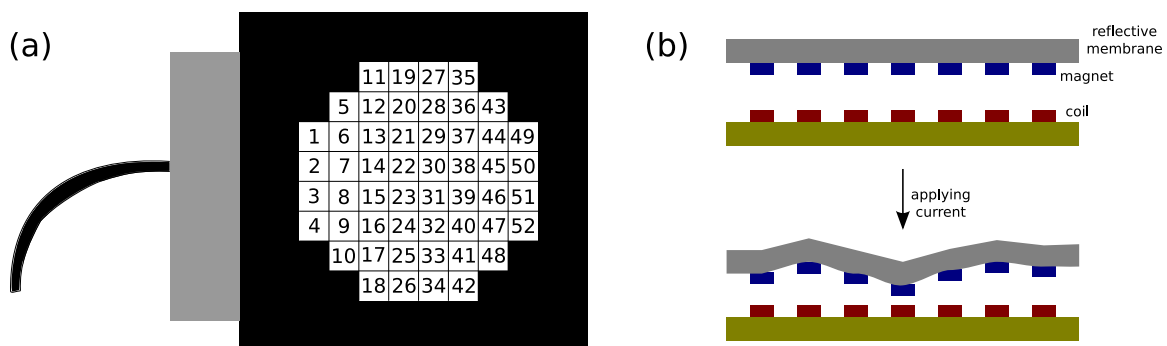 (a)
11 19 27 35
5 12 20 28 36 43
1 6 13 21 29 37 44 49
2 7 14 22 30 38 45 50
3 8 15 23 31 39 46 51
4 9 16 24 32 40 47 52
10 17 25 33 41 48
18 26 34 42
(b)
reflective
membrane
magnet
coil
applying
current